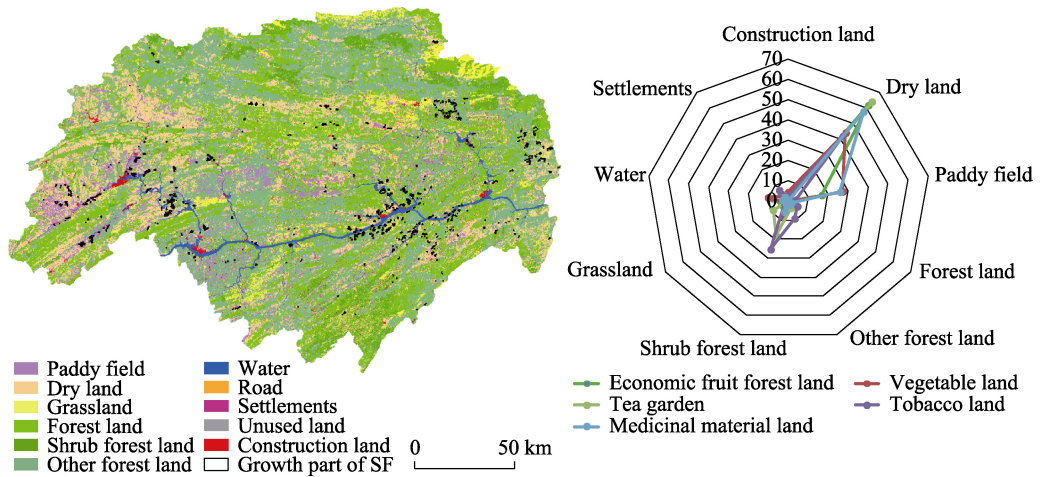 Construction land
70
60
50
40
30
20
10
0
Settlements
Dry land
Water
Paddy field
Grassland
Forest land
Shrub forest land
Other forest land
Paddy field
Dry land
Grassland
Forest land
Shrub forest land
Other forest land
Water
Road
Settlements
Unused land
Construction land
Growth part of SF
0 50 km
Economic fruit forest land
Tea garden
Medicinal material land
Vegetable land
Tobacco land